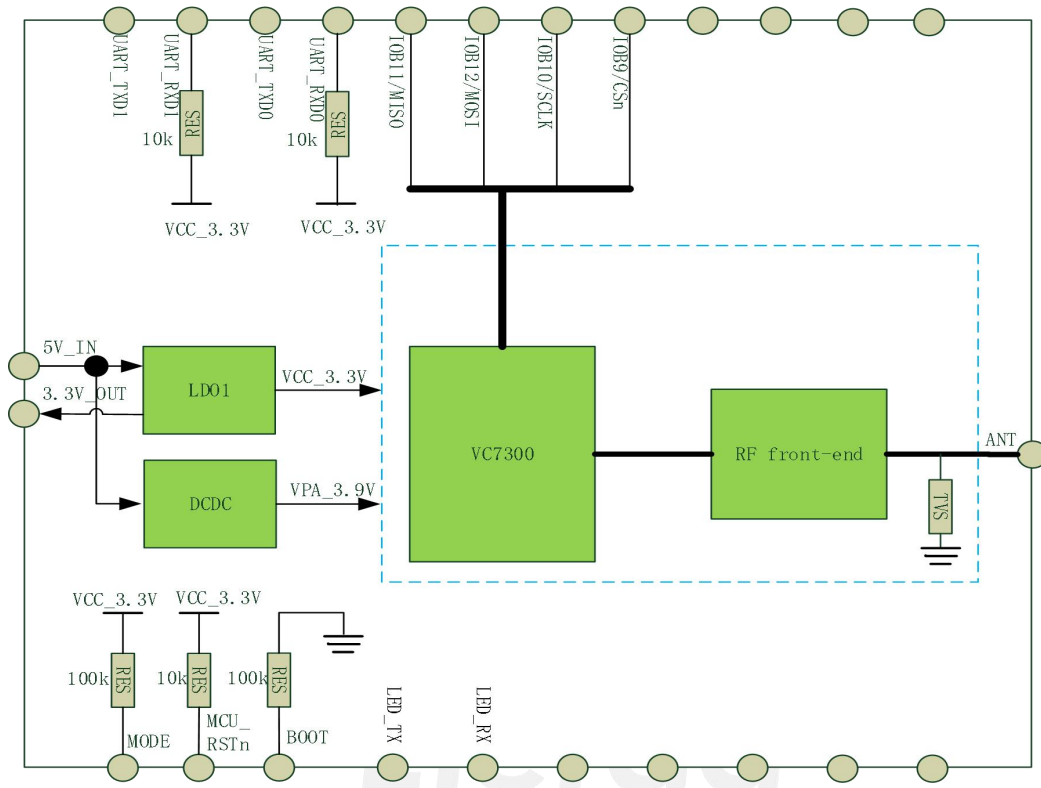 UART_TXD1
UART_RXD1
UART_TXD0
UART_RXD0
IOB11/MISO
IOB12/MOSI
IOB10/SCLK
IOB9/CSn
RES
10k
RES
10k
VCC_3.3V
VCC_3.3V
5V_IN
3.3V_OUT
LDO1
VCC_3.3V
DCDC
VPA_3.9V
VC7300
RF front-end
ANT
TVS
VCC_3.3V
VCC_3.3V
100k
RES
10k
RES
100k
RES
MODE
MCU_
RSTn
BOOT
LED_TX
LED_RX